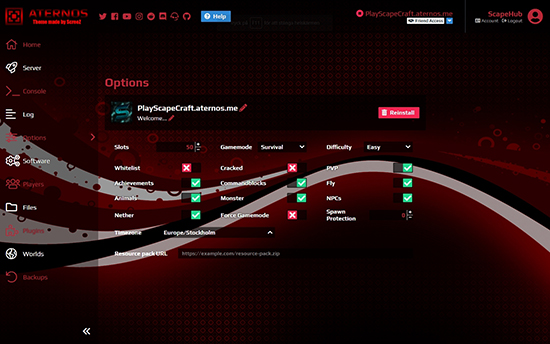 ATERNOS
Theme made by ScreaZ
Help
PlayScapeCraft.aternos.me
Friend Access
ScapeHub
Account Logout
Home
Server
Console
Log
Options
Software
Players
Files
Plugins
Worlds
Backups
Options
PlayScapeCraft.aternos.me
Welcome...
Reinstall
Slots 50 Gamemode Survival Difficulty Easy
Whitelist Cracked PVP
Achievements Commandblocks Fly
Animals Monster NPCs
Nether Force Gamemode Spawn Protection 0
Timezone Europe/Stockholm
Resource pack URL https://example.com/resource-pack.zip